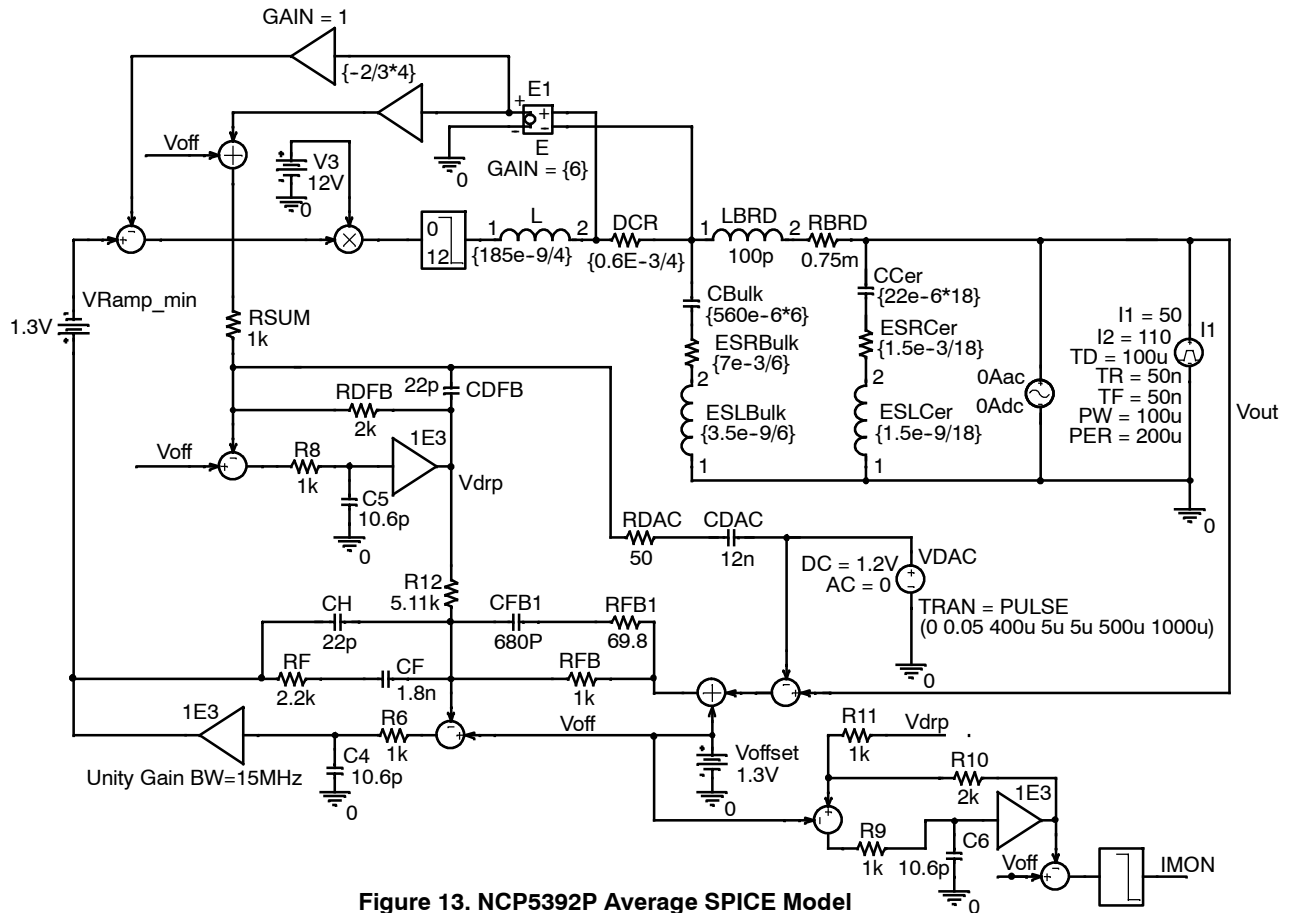 GAIN = 1
{-2/3*4}
E1
+
-
+
-
E
GAIN = {6}
0
Voff
+
V3
12V
0
+
-
×
0
12
1 L 2
{185e-9/4}
DCR
{0.6E-3/4}
1 LBRD 2
100p
RBRD
0.75m
CBulk
{560e-6*6}
ESRBulk
{7e-3/6}
2
ESLBulk
{3.5e-9/6}
1
CCer
{22e-6*18}
ESRCer
{1.5e-3/18}
2
ESLCer
{1.5e-9/18}
1
0Aac
0Adc
I1 = 50
I2 = 110
TD = 100u
TR = 50n
TF = 50n
PW = 100u
PER = 200u
I1
Vout
0
VRamp_min
1.3V
RSUM
1k
22p
CDFB
RDFB
2k
Voff
+
-
R8
1k
C5
10.6p
0
1E3
Vdrp
RDAC
50
CDAC
12n
DC = 1.2V
AC = 0
VDAC
+
-
TRAN = PULSE
(0 0.05 400u 5u 5u 500u 1000u)
0
R12
5.11k
CH
22p
CFB1
680P
RFB1
69.8
RF
2.2k
CF
1.8n
RFB
1k
+
-
+
1E3
Unity Gain BW=15MHz
R6
1k
C4
10.6p
0
-
+
Voff
Voffset
1.3V
0
R11
1k
Vdrp
R10
2k
+
-
R9
1k
C6
10.6p
0
1E3
Voff
+
-
IMON
Figure 13. NCP5392P Average SPICE Model